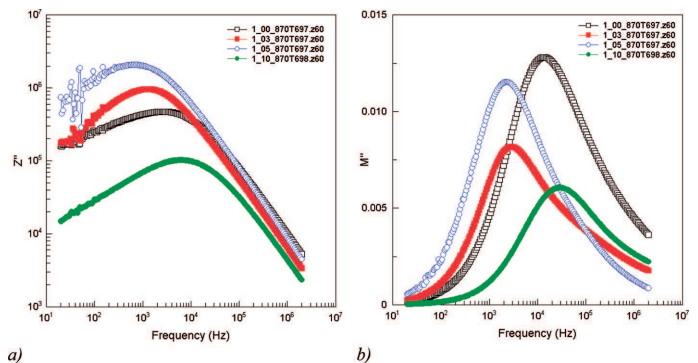 10⁷
10⁶
10⁵
10⁴
10³
Z"
1_00_870T697.z60
1_03_870T697.z60
1_05_870T697.z60
1_10_870T698.z60
10¹ 10² 10³ 10⁴ 10⁵ 10⁶ 10⁷
Frequency (Hz)
a)
0.015
0.010
0.005
0
M"
1_00_870T697.z60
1_03_870T697.z60
1_05_870T697.z60
1_10_870T698.z60
10¹ 10² 10³ 10⁴ 10⁵ 10⁶ 10⁷
Frequency (Hz)
b)